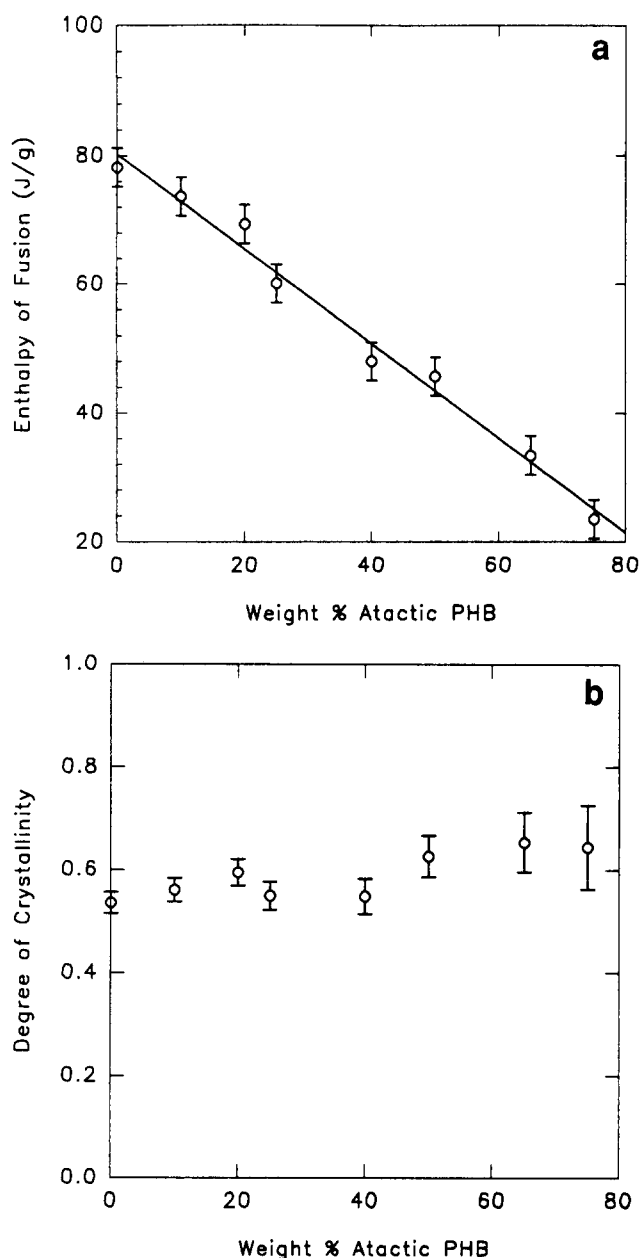 a
100
80
60
40
20
Enthalpy of Fusion (J/g)
0 20 40 60 80
Weight % Atactic PHB
b
1.0
0.8
0.6
0.4
0.2
0.0
Degree of Crystallinity
0 20 40 60 80
Weight % Atactic PHB